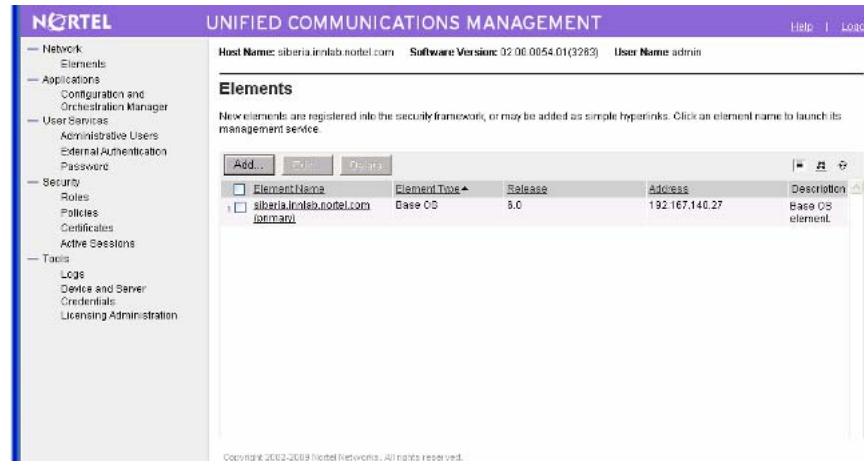 NORTEL
UNIFIED COMMUNICATIONS MANAGEMENT
Help | Logo
Network
Elements
Applications
Configuration and
Orchestration Manager
User Services
Administrative Users
External Authentication
Password
Security
Roles
Policies
Certificates
Active Sessions
Tools
Logs
Device and Server
Credentials
Licensing Administration
Host Name: siberia.innlab.nortel.com Software Version: 02.00.0054.01(3263) User Name admin
Elements
New elements are registered into the security framework, or may be added as simple hyperlinks. Click an element name to launch its
management service.
Add... Edit... Delete
Element Name Element Type Release Address Description
1 siberia.innlab.nortel.com Base OS 6.0 192.167.140.27 Base OS
(primary) element.
Copyright 2002-2009 Nortel Networks. All rights reserved.